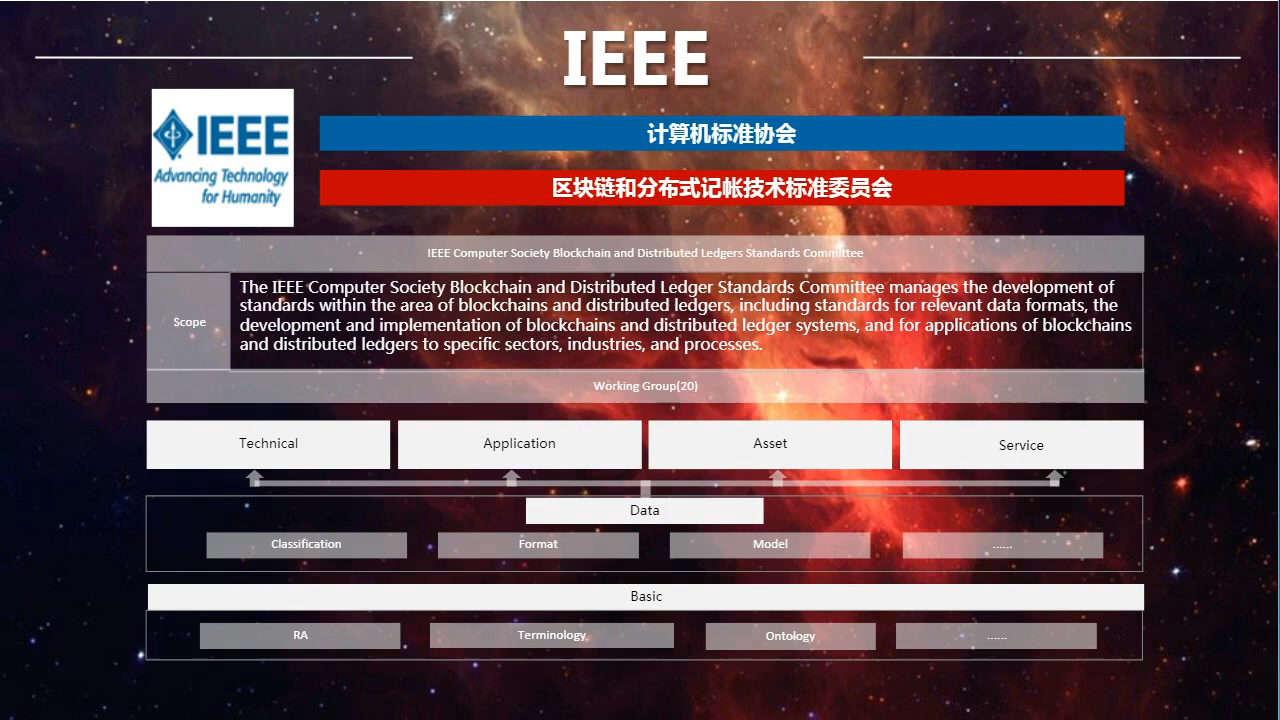 IEEE
IEEE
Advancing Technology
for Humanity
计算机标准协会
区块链和分布式记帐技术标准委员会
IEEE Computer Society Blockchain and Distributed Ledgers Standards Committee
Scope
The IEEE Computer Society Blockchain and Distributed Ledger Standards Committee manages the development of
standards within the area of blockchains and distributed ledgers, including standards for relevant data formats, the
development and implementation of blockchains and distributed ledger systems, and for applications of blockchains
and distributed ledgers to specific sectors, industries, and processes.
Working Group(20)
Technical
Application
Asset
Service
Data
Classification
Format
Model
......
Basic
RA
Terminology
Ontology
......